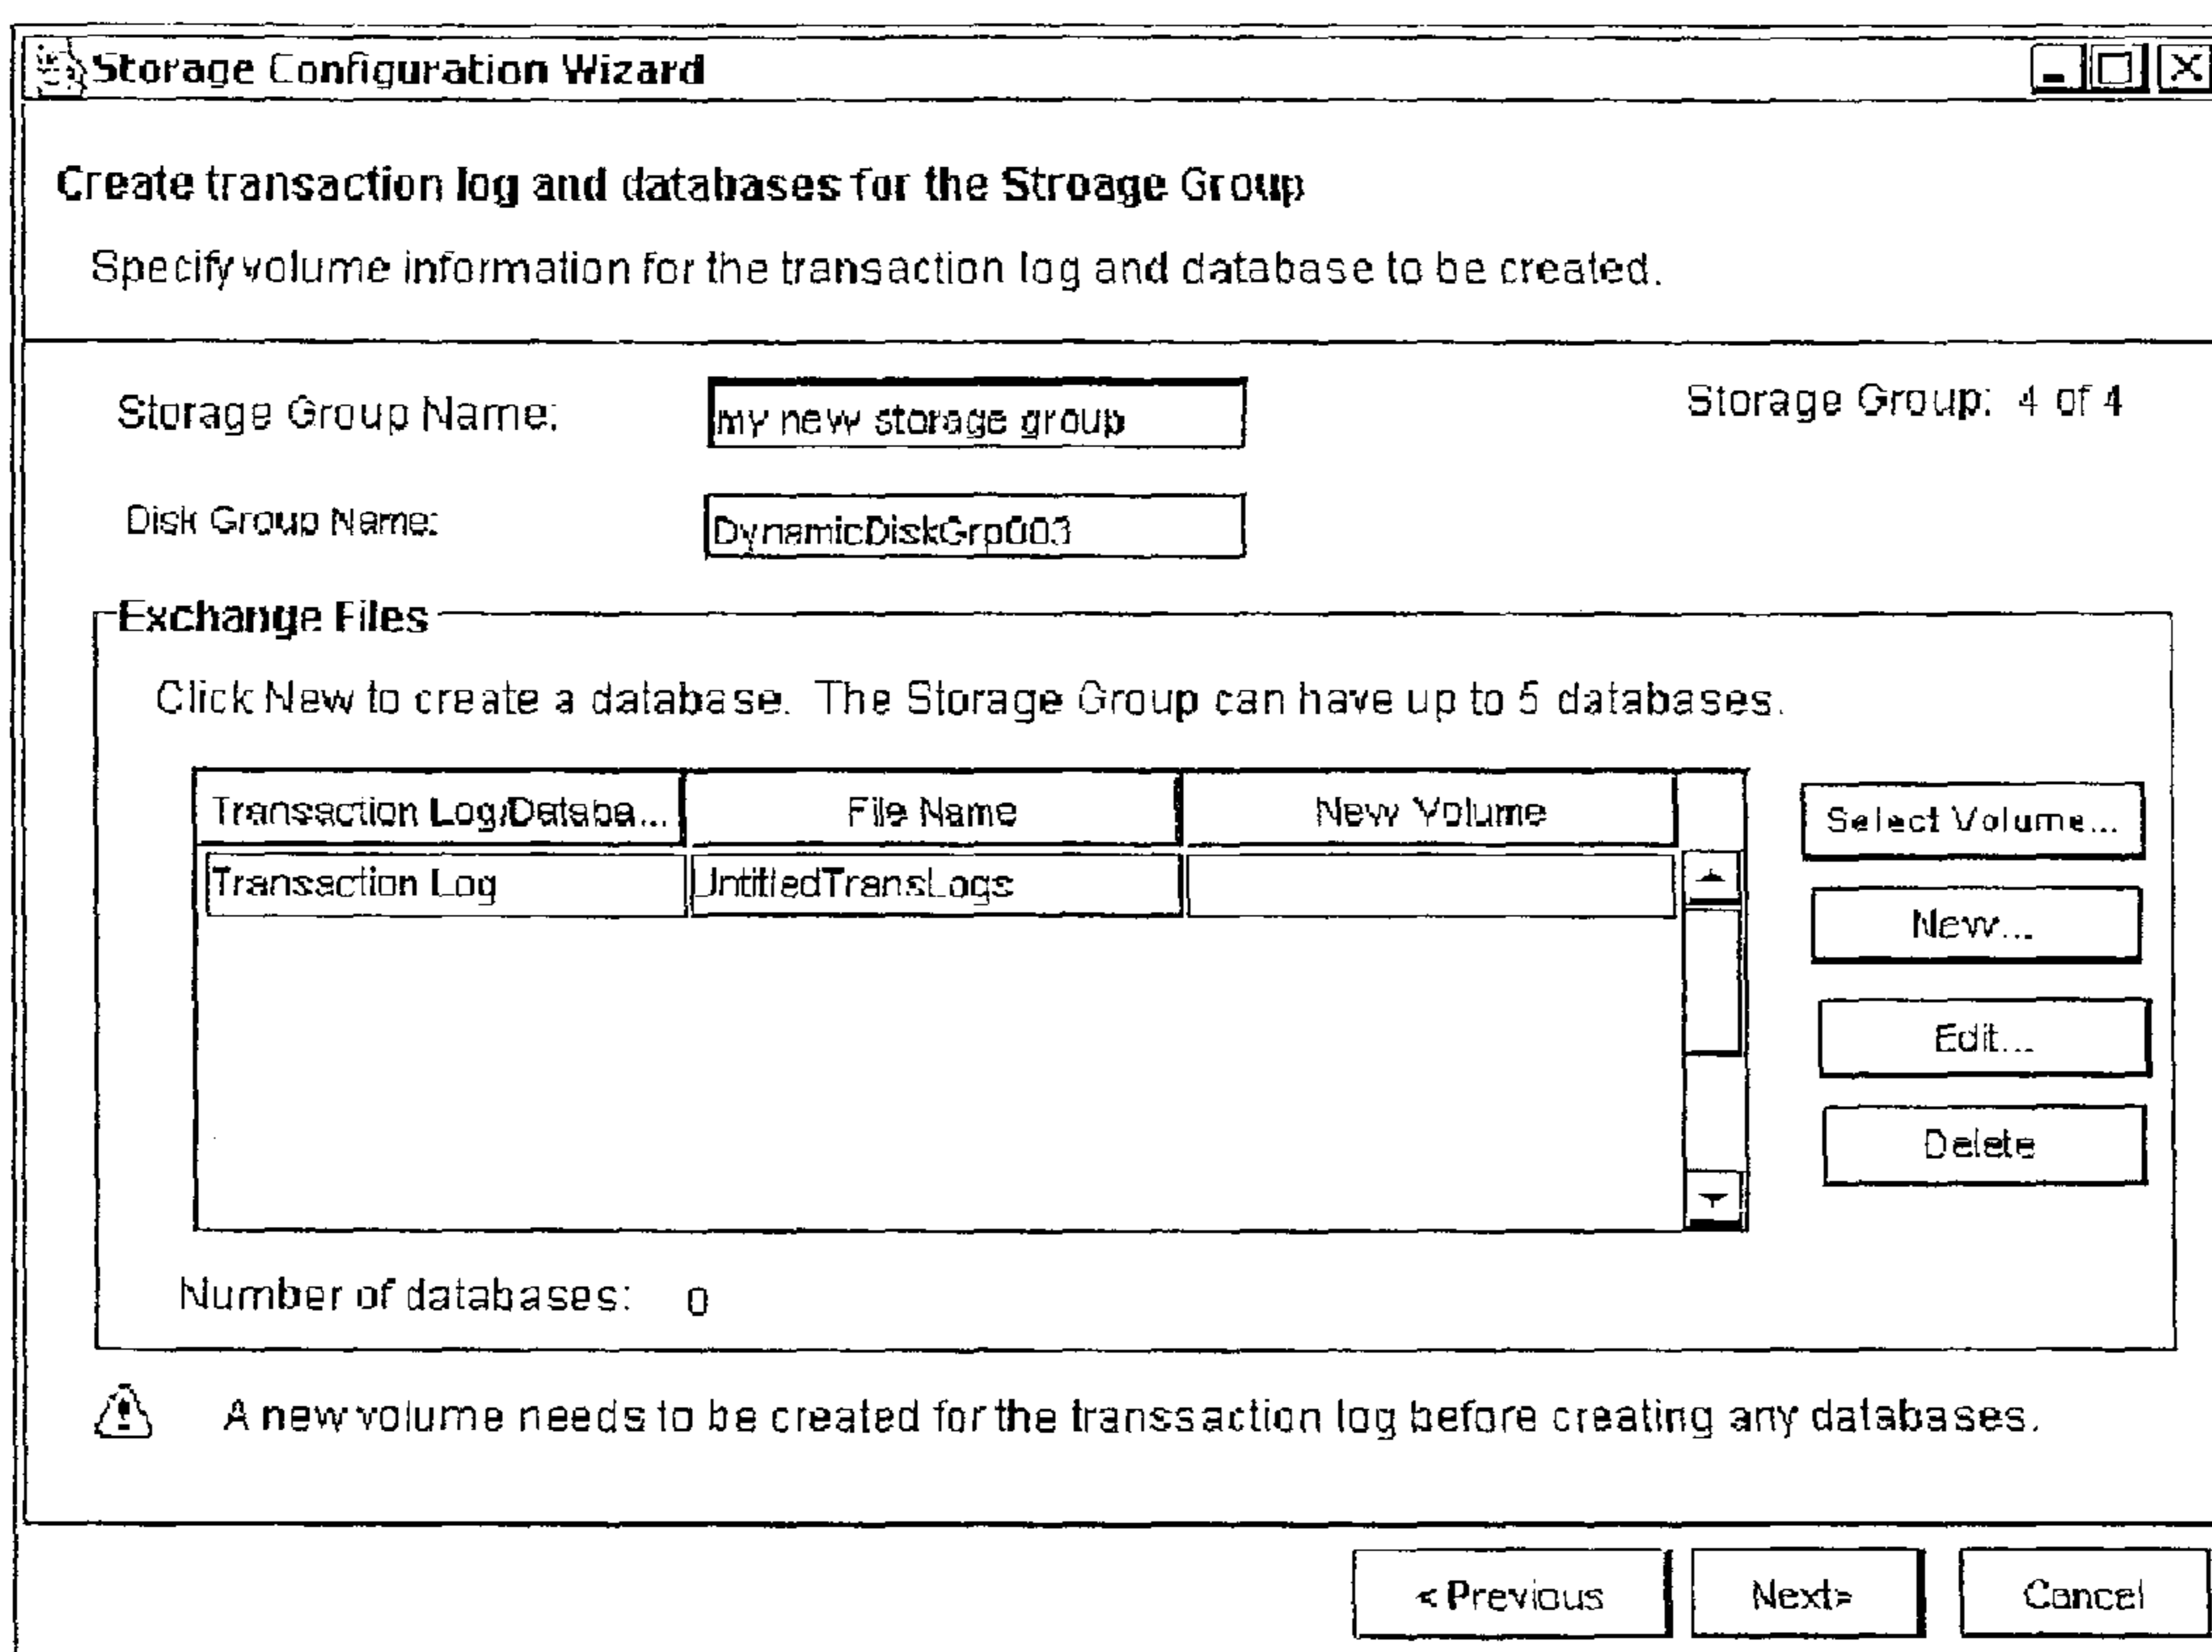 Storage Configuration Wizard
Create transaction log and databases for the Stroage Group
Specify volume information for the transaction log and database to be created.
Storage Group Name: my new storage group Storage Group: 4 of 4
Disk Group Name: DynamicDiskGrp003
Exchange Files
Click New to create a database. The Storage Group can have up to 5 databases.
Transaction Log/Databa... File Name New Volume Select Volume...
Transaction Log UntitledTransLogs
New...
Edit...
Delete
Number of databases: 0
A new volume needs to be created for the transsaction log before creating any databases.
< Previous Next> Cancel